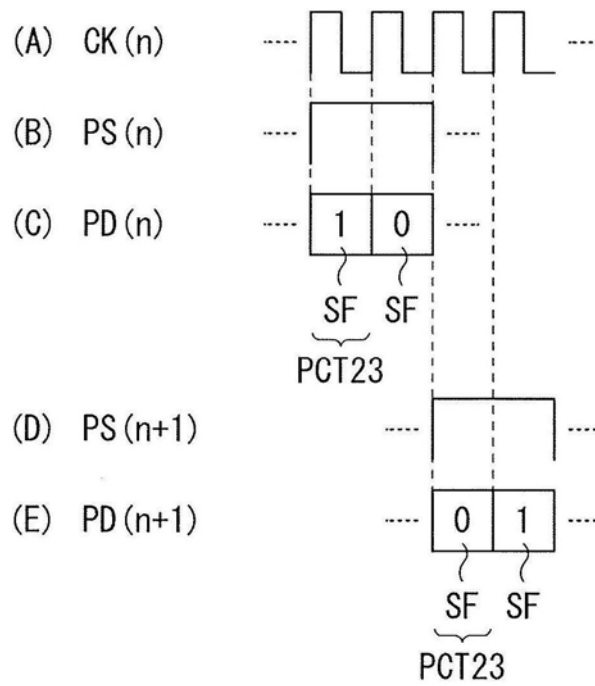 (A) CK(n)
(B) PS(n)
(C) PD(n) 1 0
SF SF
PCT23
(D) PS(n+1)
(E) PD(n+1) 0 1
SF SF
PCT23